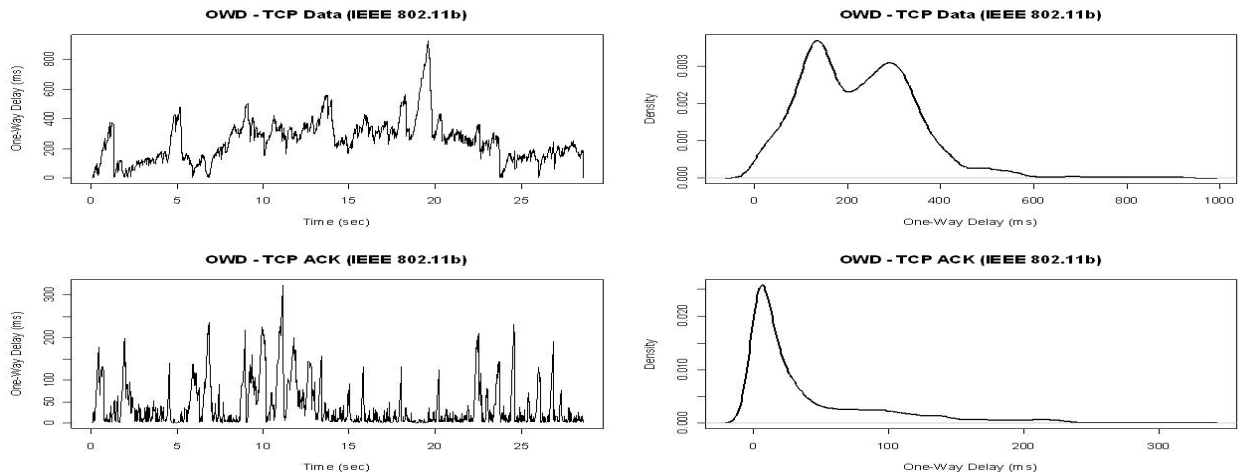 OWD - TCP Data (IEEE 802.11b)
One-Way Delay (ms)
0 200 400 600 800
0 5 10 15 20 25
Time (sec)
OWD - TCP Data (IEEE 802.11b)
Density
0.000 0.001 0.002 0.003
0 200 400 600 800 1000
One-Way Delay (ms)
OWD - TCP ACK (IEEE 802.11b)
One-Way Delay (ms)
0 50 100 200 300
0 5 10 15 20 25
Time (sec)
OWD - TCP ACK (IEEE 802.11b)
Density
0.000 0.010 0.020
0 100 200 300
One-Way Delay (ms)